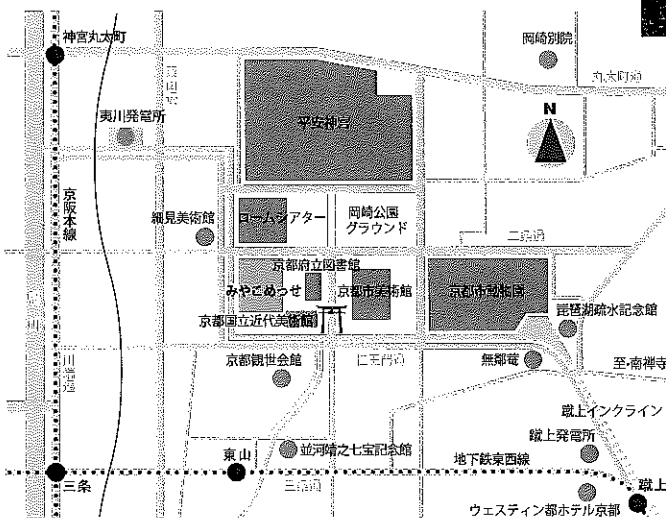 神宮丸太町
岡崎別院
丸太町通
夷川発電所
平安神宮
N
京阪本線
細見美術館
ロームシアター
岡崎公園
グラウンド
二条通
京都府立図書館
みやこめっせ
京都市美術館
京都市動物園
琵琶湖疏水記念館
京都国立近代美術館
京都観世会館
仁王門通
無鄰菴
至・南禅寺
川端通
蹴上インクライン
蹴上発電所
並河靖之七宝記念館
東山
地下鉄東西線
三条
三条通
蹴上
ウェスティン都ホテル京都